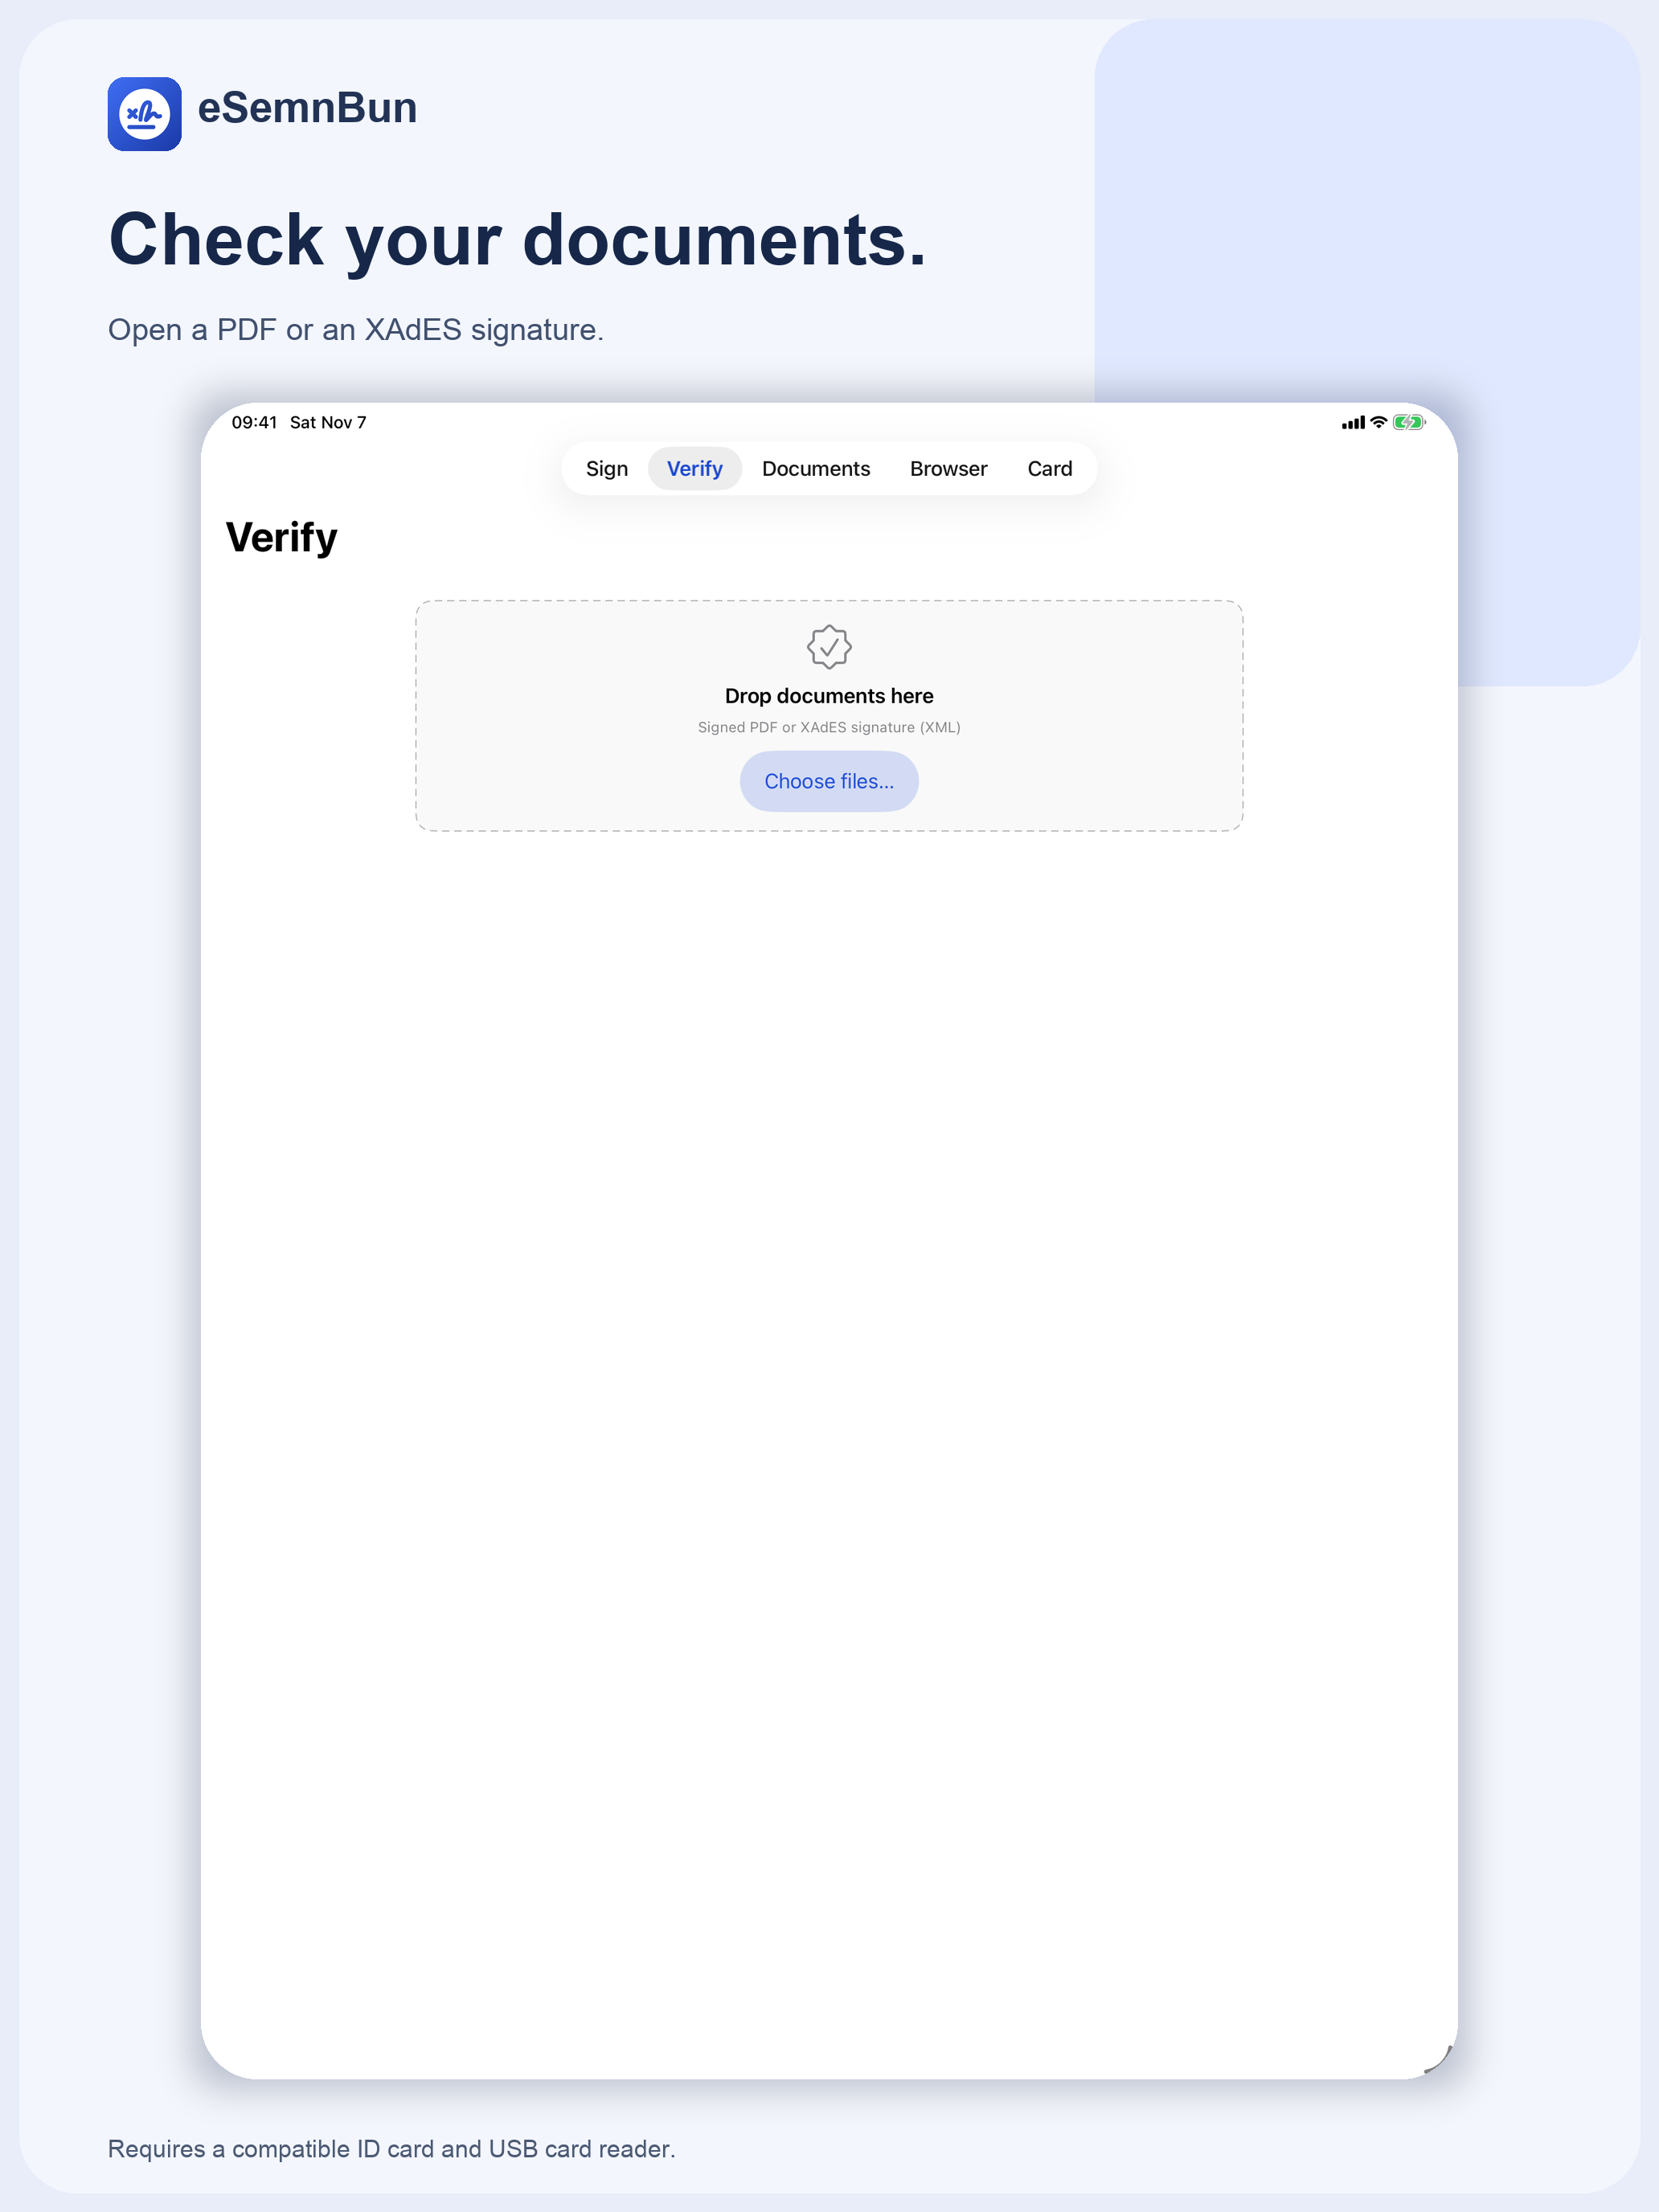 eSemnBun
Check your documents.
Open a PDF or an XAdES signature.
09:41 Sat Nov 7
Sign Verify Documents Browser Card
Verify
Drop documents here
Signed PDF or XAdES signature (XML)
Choose files...
Requires a compatible ID card and USB card reader.